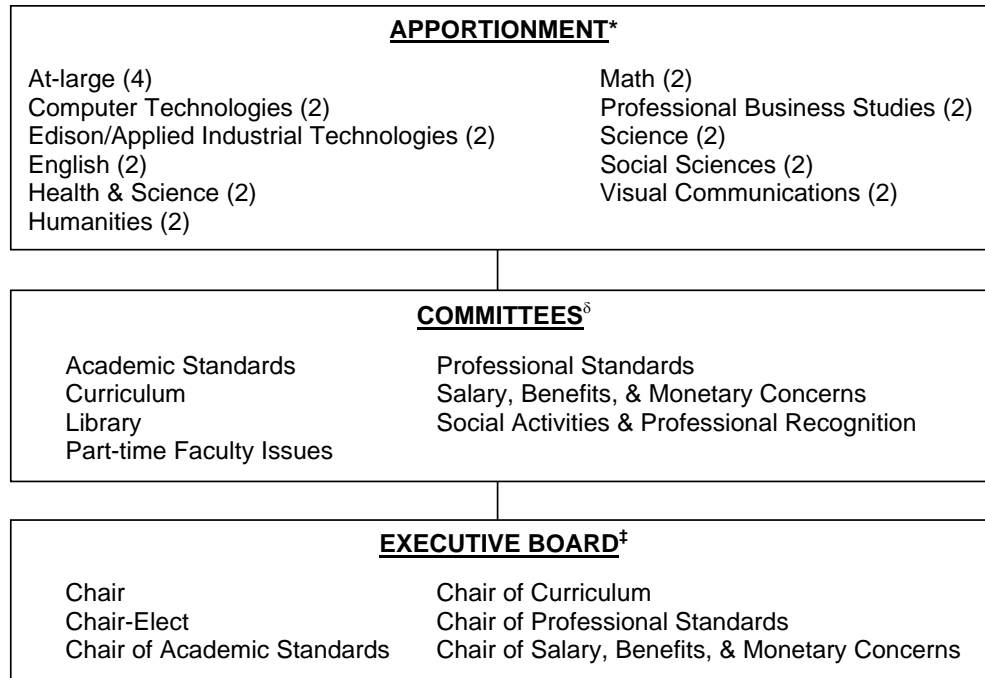 APPORTIONMENT*
At-large (4)
Computer Technologies (2)
Edison/Applied Industrial Technologies (2)
English (2)
Health & Science (2)
Humanities (2)
Math (2)
Professional Business Studies (2)
Science (2)
Social Sciences (2)
Visual Communications (2)
COMMITTEESδ
Academic Standards
Curriculum
Library
Part-time Faculty Issues
Professional Standards
Salary, Benefits, & Monetary Concerns
Social Activities & Professional Recognition
EXECUTIVE BOARD‡
Chair
Chair-Elect
Chair of Academic Standards
Chair of Curriculum
Chair of Professional Standards
Chair of Salary, Benefits, & Monetary Concerns